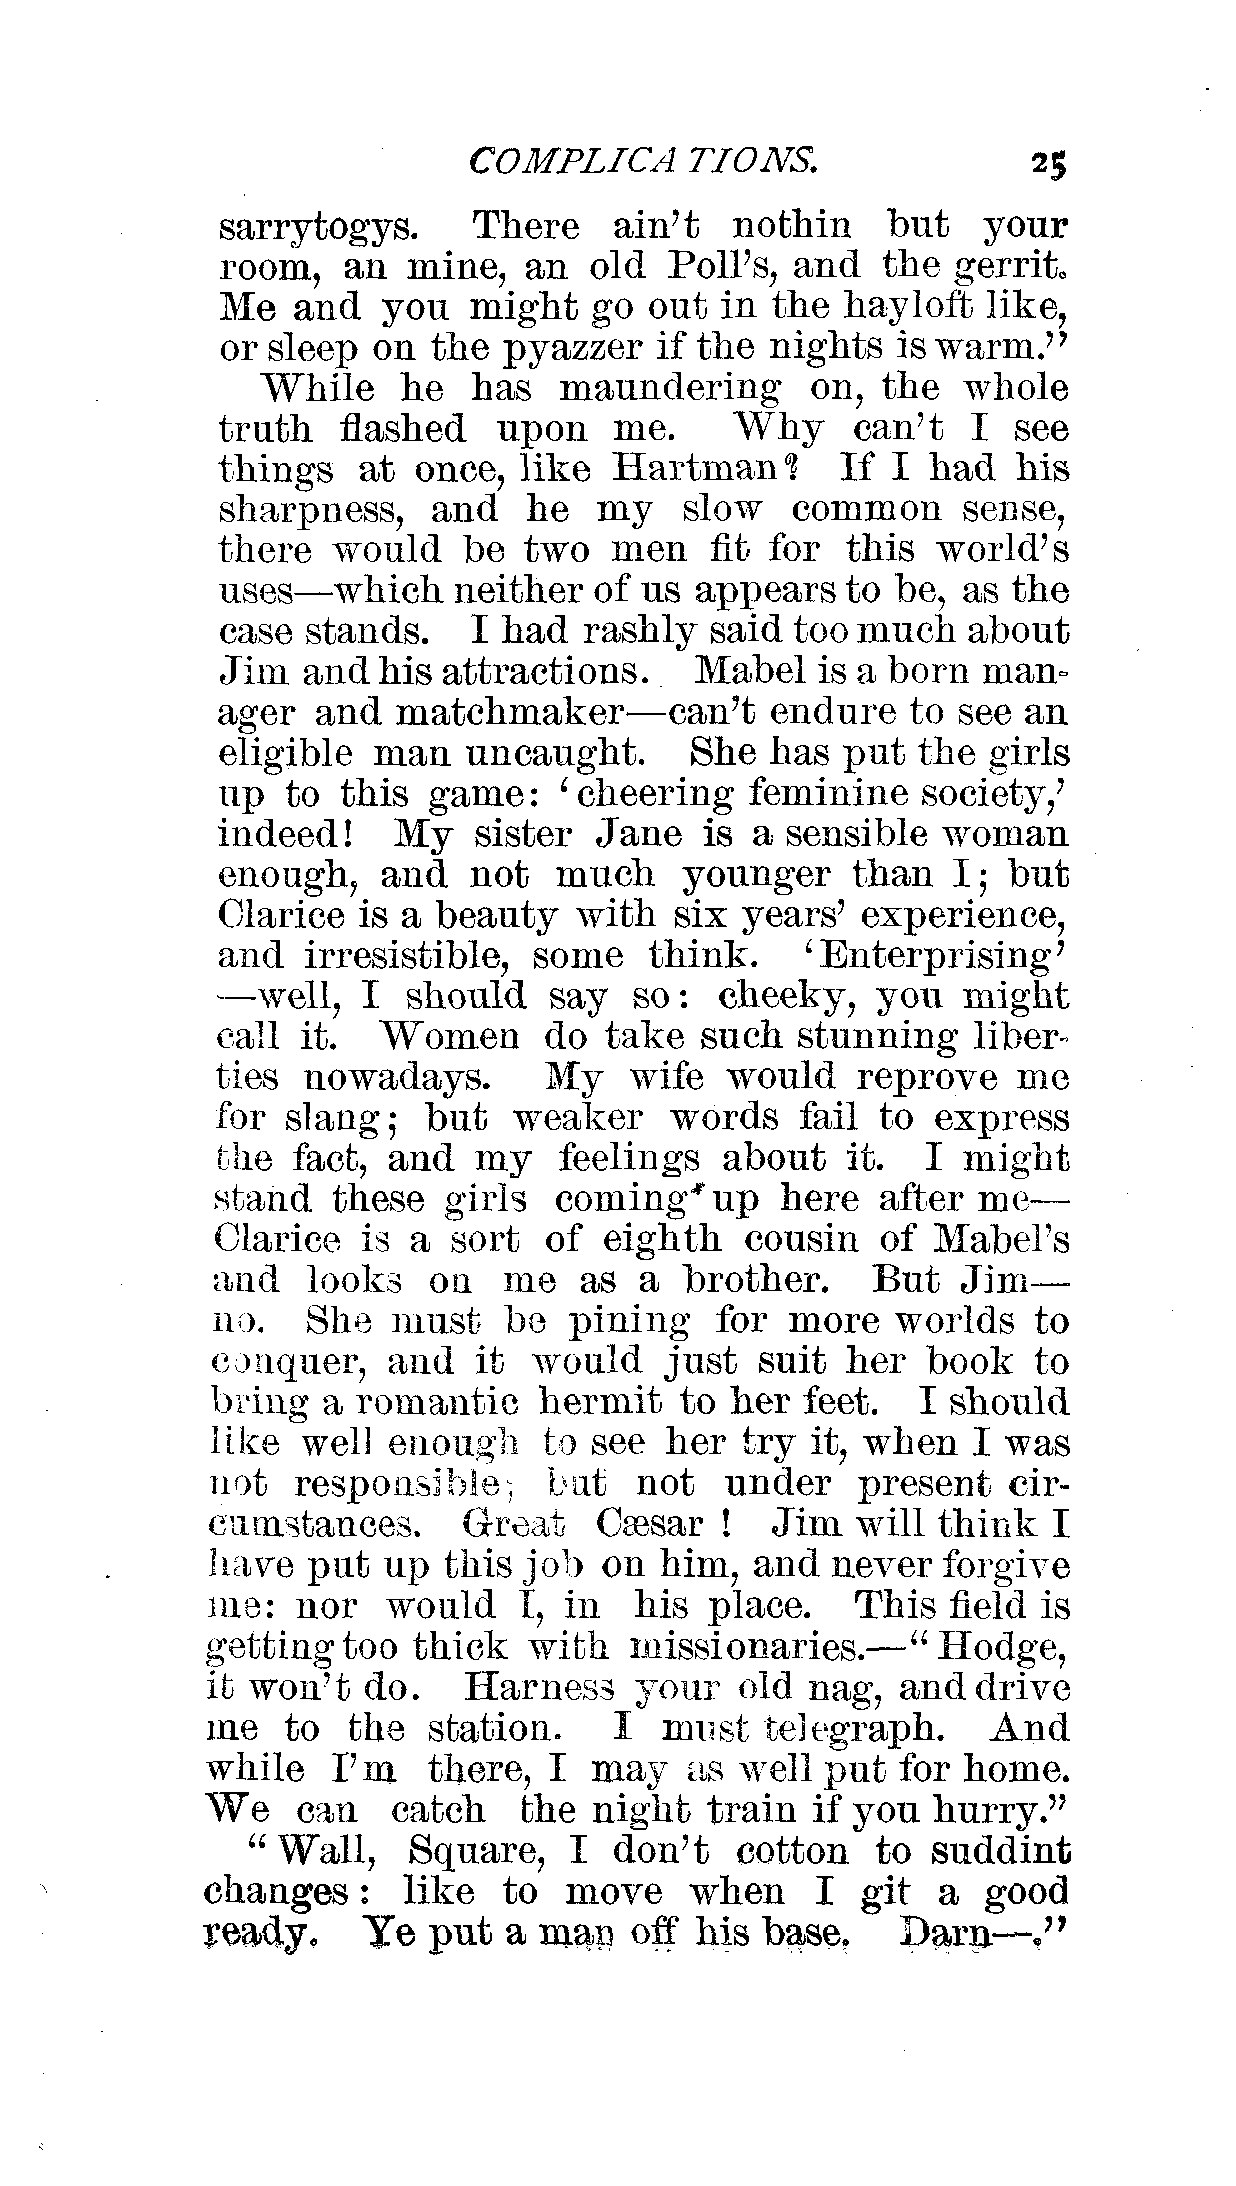 COMPLICATIONS. 25
sarrytogys. There ain't nothin but your
room, an mine, an old Poll's, and the gerrit.
Me and you might go out in the hayloft like,
or sleep on the pyazzer if the nights is warm."
While he has maundering on, the whole
truth flashed upon me. Why can't I see
things at once, like Hartman? If I had his
sharpness, and he my slow common sense,
there would be two men fit for this world's
uses—which neither of us appears to be, as the
case stands. I had rashly said too much about
Jim and his attractions. Mabel is a born man-
ager and matchmaker—can't endure to see an
eligible man uncaught. She has put the girls
up to this game: 'cheering feminine society,'
indeed! My sister Jane is a sensible woman
enough, and not much younger than I; but
Clarice is a beauty with six years' experience,
and irresistible, some think. 'Enterprising'
—well, I should say so: cheeky, you might
call it. Women do take such stunning liber-
ties nowadays. My wife would reprove me
for slang; but weaker words fail to express
the fact, and my feelings about it. I might
stand these girls coming up here after me—
Clarice is a sort of eighth cousin of Mabel's
and looks on me as a brother. But Jim—
no. She must be pining for more worlds to
conquer, and it would just suit her book to
bring a romantic hermit to her feet. I should
like well enough to see her try it, when I was
not responsible; but not under present cir-
cumstances. Great Cæsar! Jim will think I
have put up this job on him, and never forgive
me: nor would I, in his place. This field is
getting too thick with missionaries.—"Hodge,
it won't do. Harness your old nag, and drive
me to the station. I must telegraph. And
while I'm there, I may as well put for home.
We can catch the night train if you hurry."
"Wall, Square, I don't cotton to suddint
changes: like to move when I git a good
ready. Ye put a man off his base. Darn—."